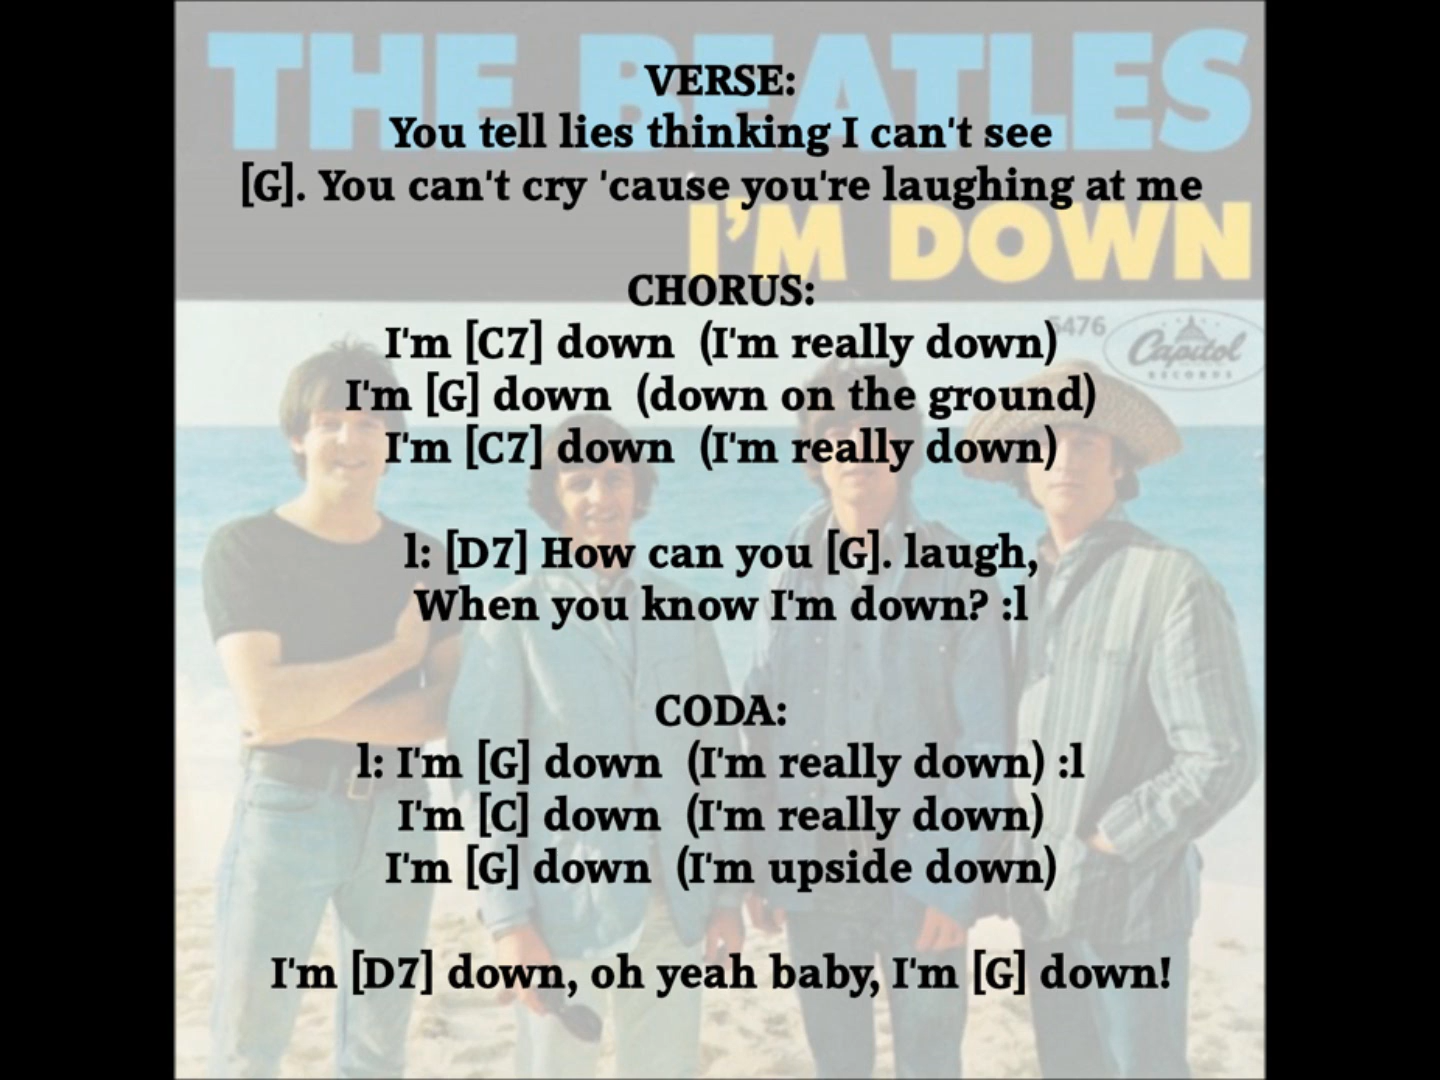 THE BEATLES
I'M DOWN
5476
Capitol
RECORDS
VERSE:
You tell lies thinking I can't see
[G]. You can't cry 'cause you're laughing at me
CHORUS:
I'm [C7] down (I'm really down)
I'm [G] down (down on the ground)
I'm [C7] down (I'm really down)
l: [D7] How can you [G]. laugh,
When you know I'm down? :l
CODA:
l: I'm [G] down (I'm really down) :l
I'm [C] down (I'm really down)
I'm [G] down (I'm upside down)
I'm [D7] down, oh yeah baby, I'm [G] down!